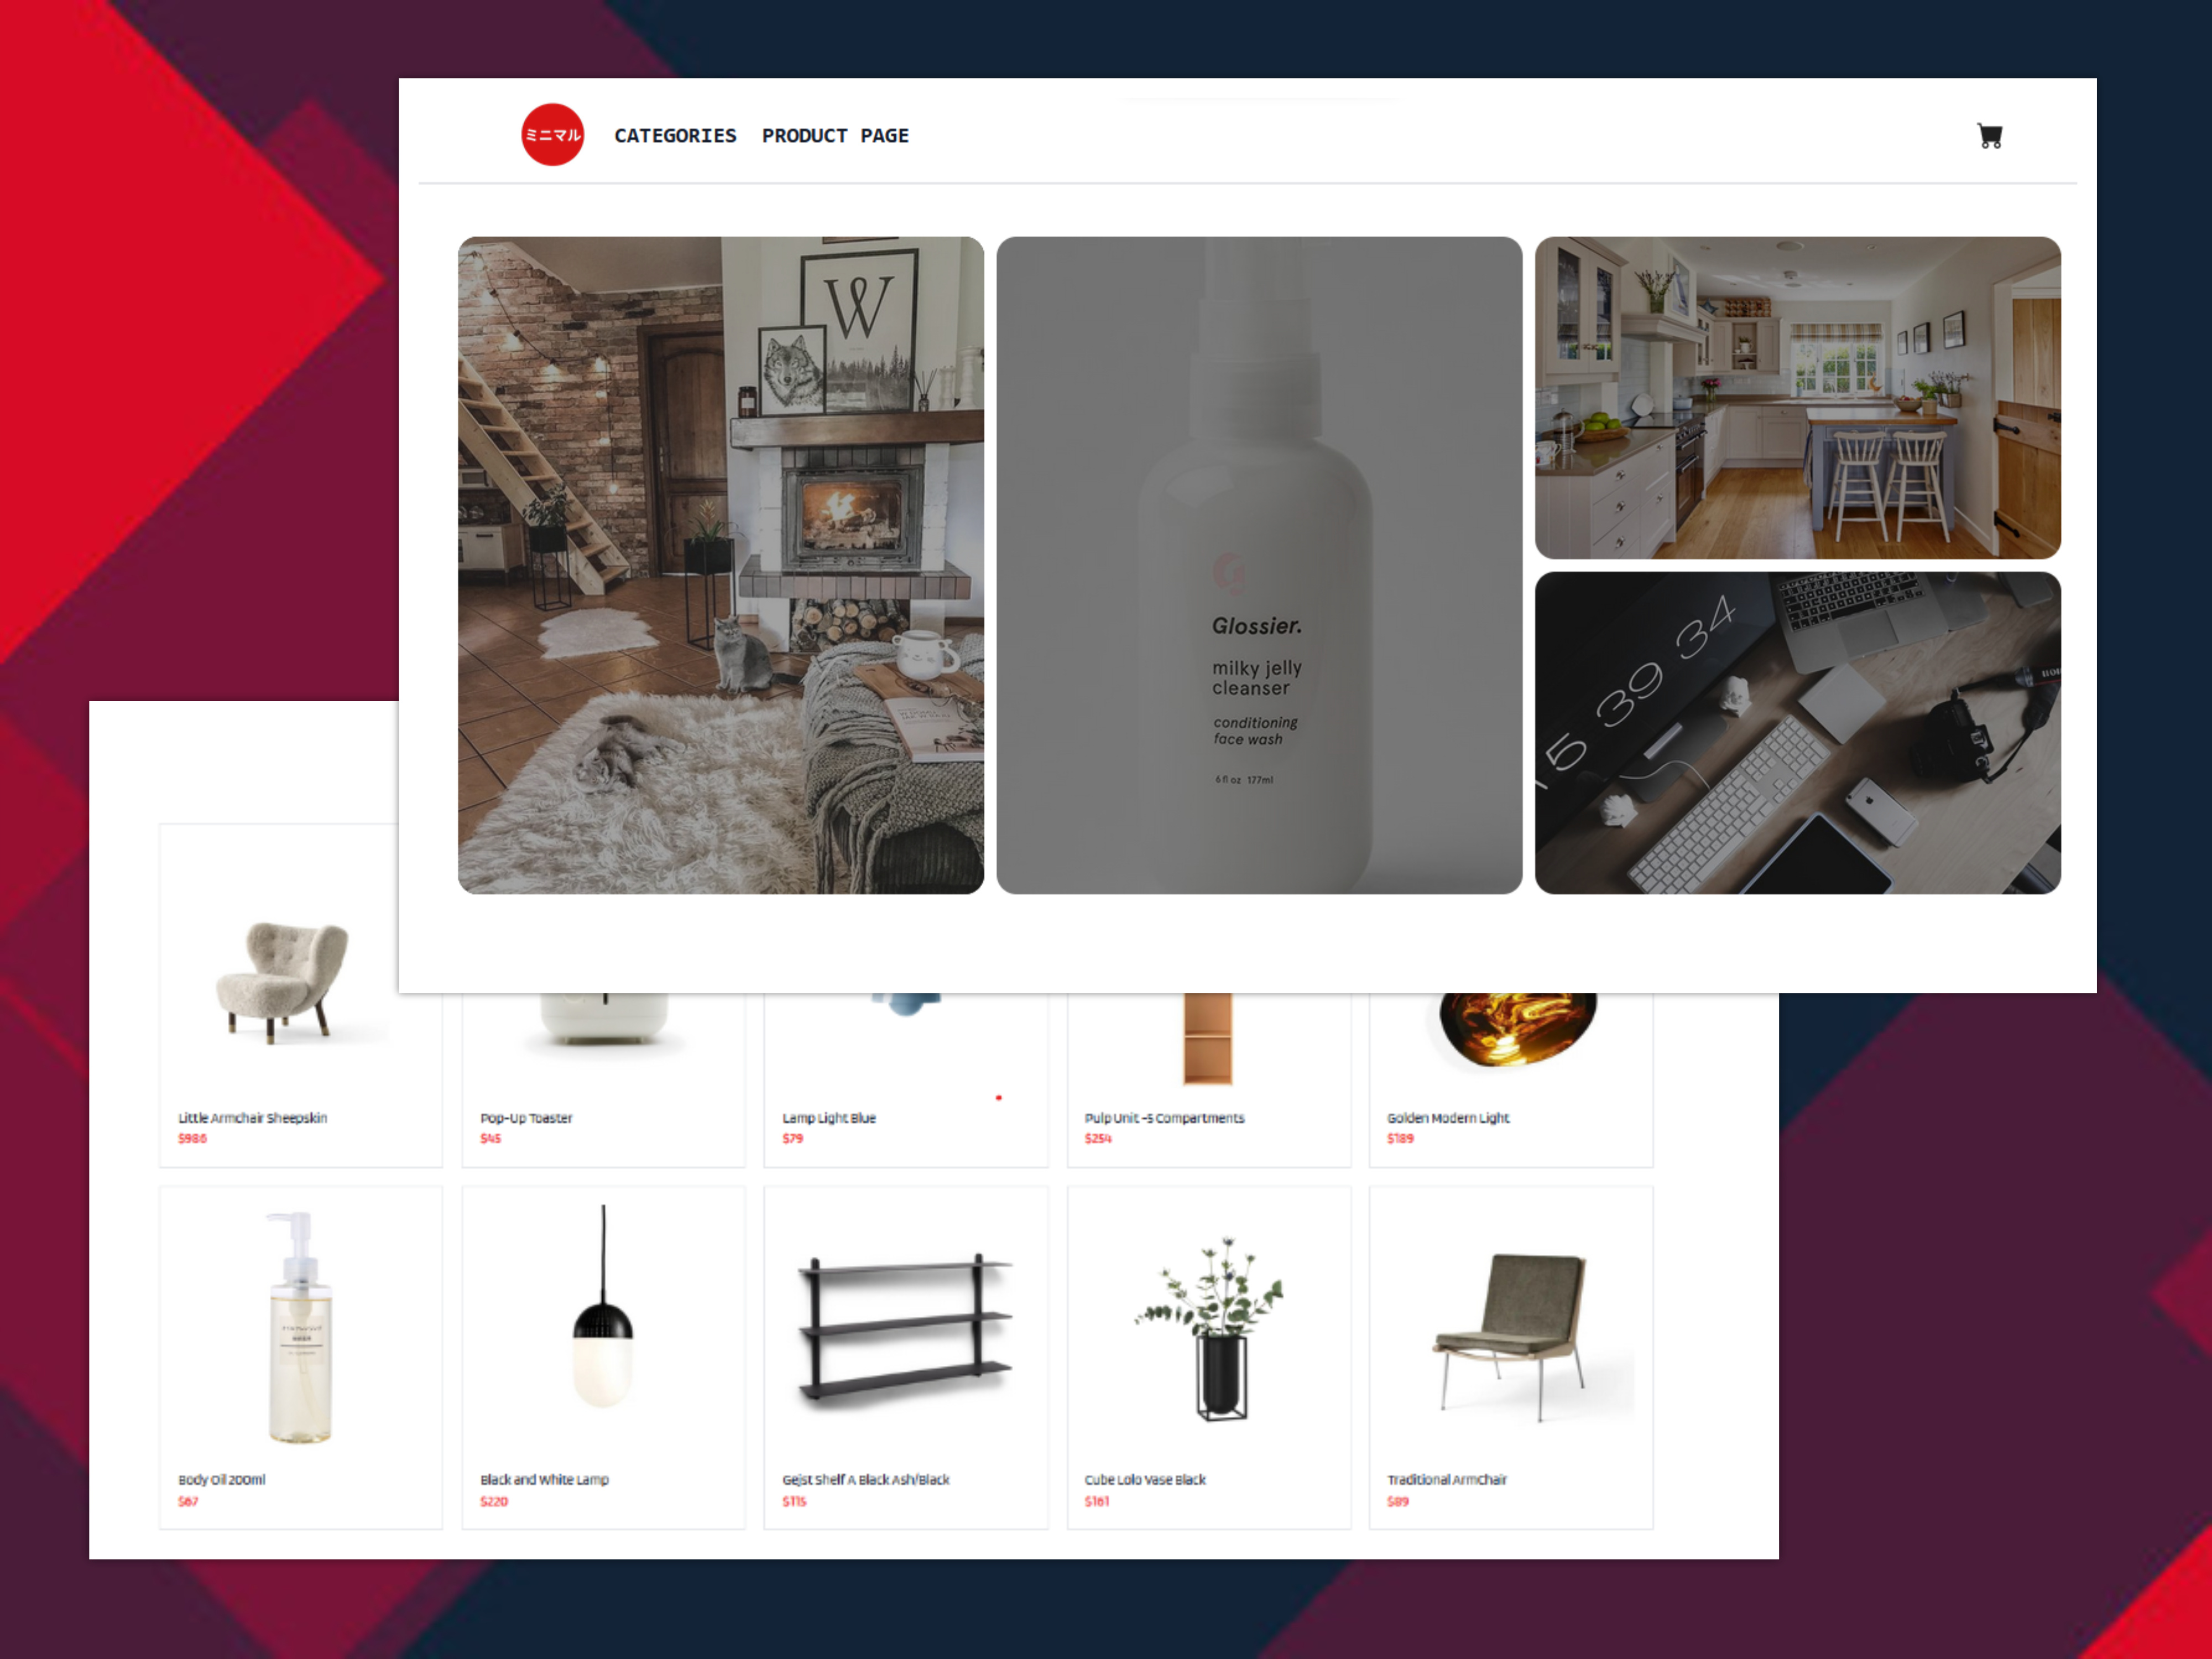 ミニマル
CATEGORIES PRODUCT PAGE
W
Glossier.
milky jelly
cleanser
conditioning
face wash
6 fl oz 177ml
15 39 34
Little Armchair Sheepskin
$986
Pop-Up Toaster
$45
Lamp Light Blue
$79
Pulp Unit -5 Compartments
$254
Golden Modern Light
$189
Body Oil 200ml
$67
Black and White Lamp
$220
Gejst Shelf A Black Ash/Black
$115
Cube Lolo Vase Black
$161
Traditional ArmChair
$89